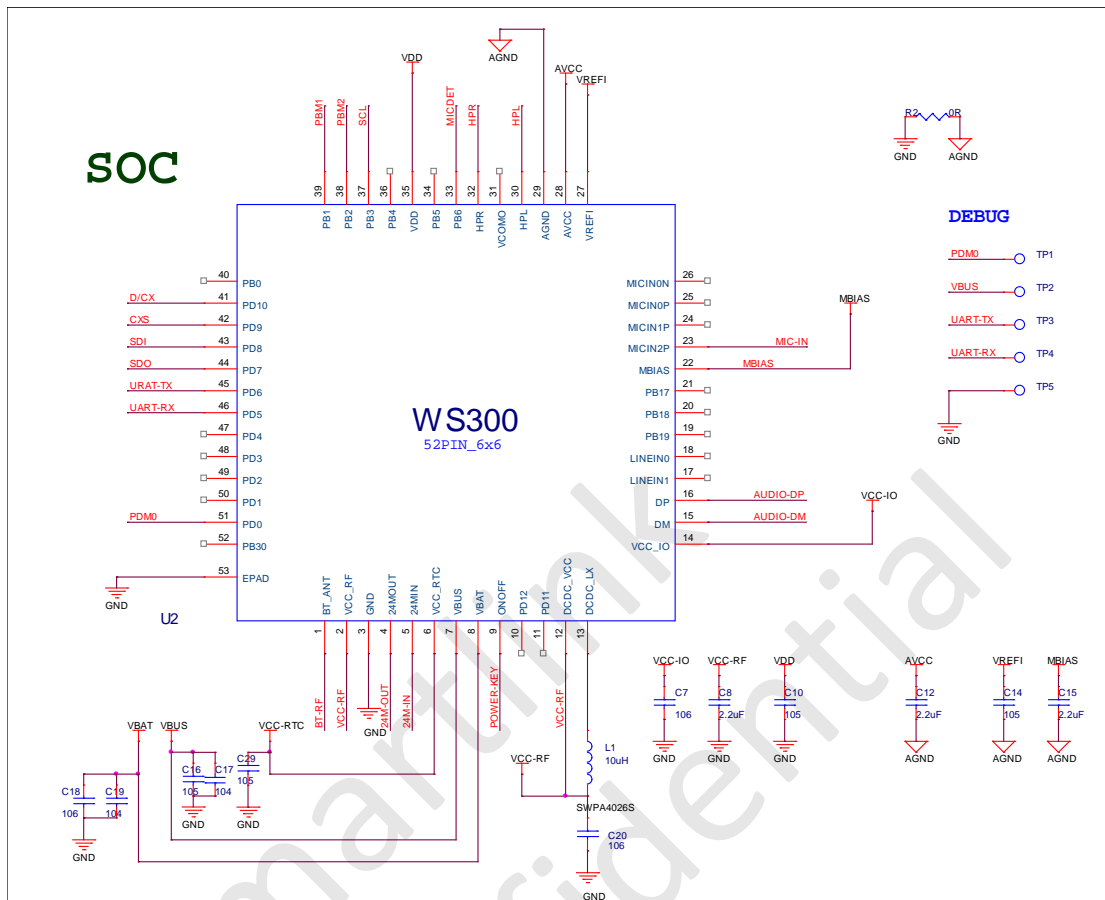 AGND
VDD
AVCC
VREFI
PBM1
PBM2
SCL
MICDET
HPR
HPL
R2
0R
GND
AGND
SOC
39
38
37
36
35
34
33
32
31
30
29
28
27
PB1
PB2
PB3
PB4
VDD
PB5
PB6
HPR
VCOMO
HPL
AGND
AVCC
VREFI
DEBUG
PDM0
TP1
VBUS
TP2
UART-TX
TP3
UART-RX
TP4
TP5
GND
40
PB0
D/CX
41
PD10
CXS
42
PD9
SDI
43
PD8
SDO
44
PD7
URAT-TX
45
PD6
UART-RX
46
PD5
47
PD4
48
PD3
49
PD2
50
PD1
PDM0
51
PD0
52
PB30
53
EPAD
GND
U2
WS300
52PIN_6x6
MICIN0N
26
MICIN0P
25
MICIN1P
24
MICIN2P
23
MIC-IN
MBIAS
22
MBIAS
MBIAS
PB17
21
PB18
20
PB19
19
LINEIN0
18
LINEIN1
17
DP
16
AUDIO-DP
DM
15
AUDIO-DM
VCC_IO
14
VCC-IO
BT_ANT
VCC_RF
GND
24MOUT
24MIN
VCC_RTC
VBUS
VBAT
ONOFF
PD12
PD11
DCDC_VCC
DCDC_LX
1
2
3
4
5
6
7
8
9
10
11
12
13
BT-RF
VCC-RF
GND
24M-OUT
24M-IN
POWER-KEY
VCC-RF
VBAT
VBUS
VCC-RTC
C18
106
C19
104
GND
C16
105
C17
104
GND
C29
105
GND
VCC-RF
L1
10uH
SWPA4026S
C20
106
GND
VCC-IO
C7
106
GND
VCC-RF
C8
2.2uF
GND
VDD
C10
105
GND
AVCC
C12
2.2uF
AGND
VREFI
C14
105
AGND
MBIAS
C15
2.2uF
AGND
martlink
fidential